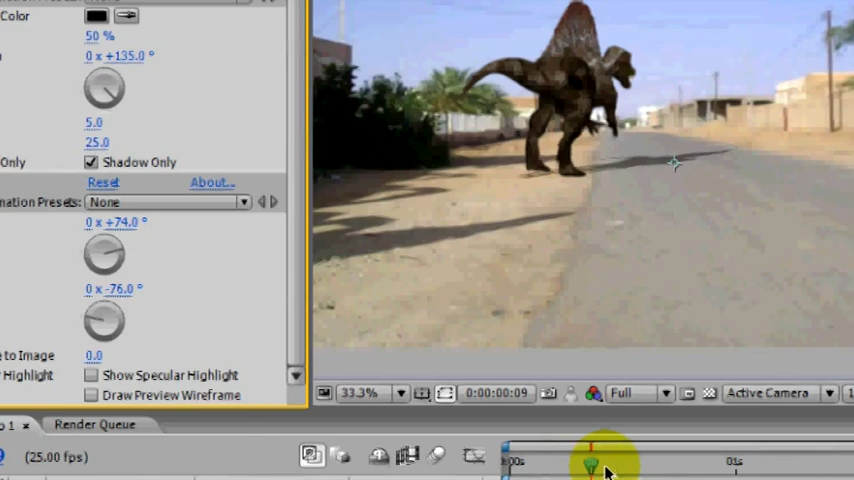 Color
50 %
0 x +135.0 °
5.0
25.0
Only Shadow Only
Reset About...
mation Presets: None
0 x +74.0 °
0 x -76.0 °
e to Image 0.0
Highlight Show Specular Highlight
Draw Preview Wireframe
33.3% 0:00:00:09 Full Active Camera 1
1 × Render Queue
(25.00 fps) :00s 01s